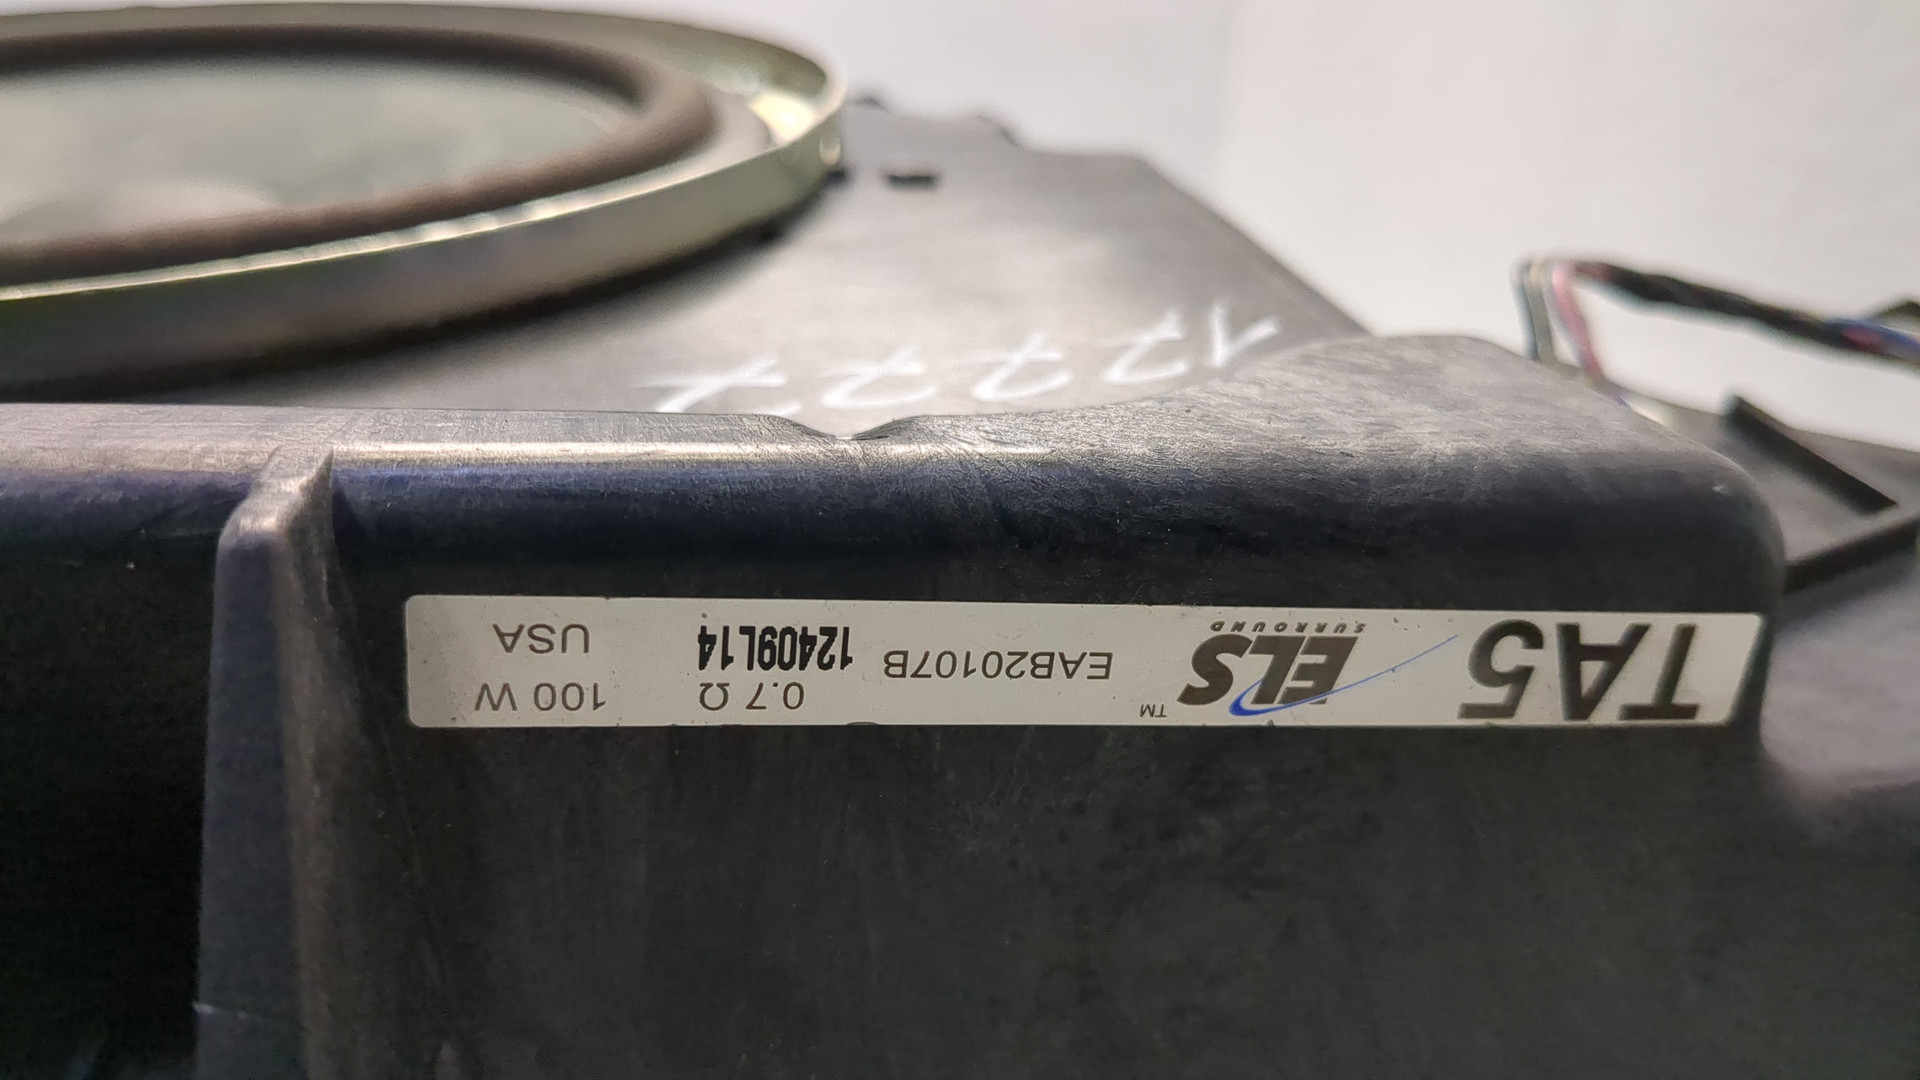 TA5
ELS ™
SURROUND
EAB20107B
0.7 Ω 100 W
12409L14 USA